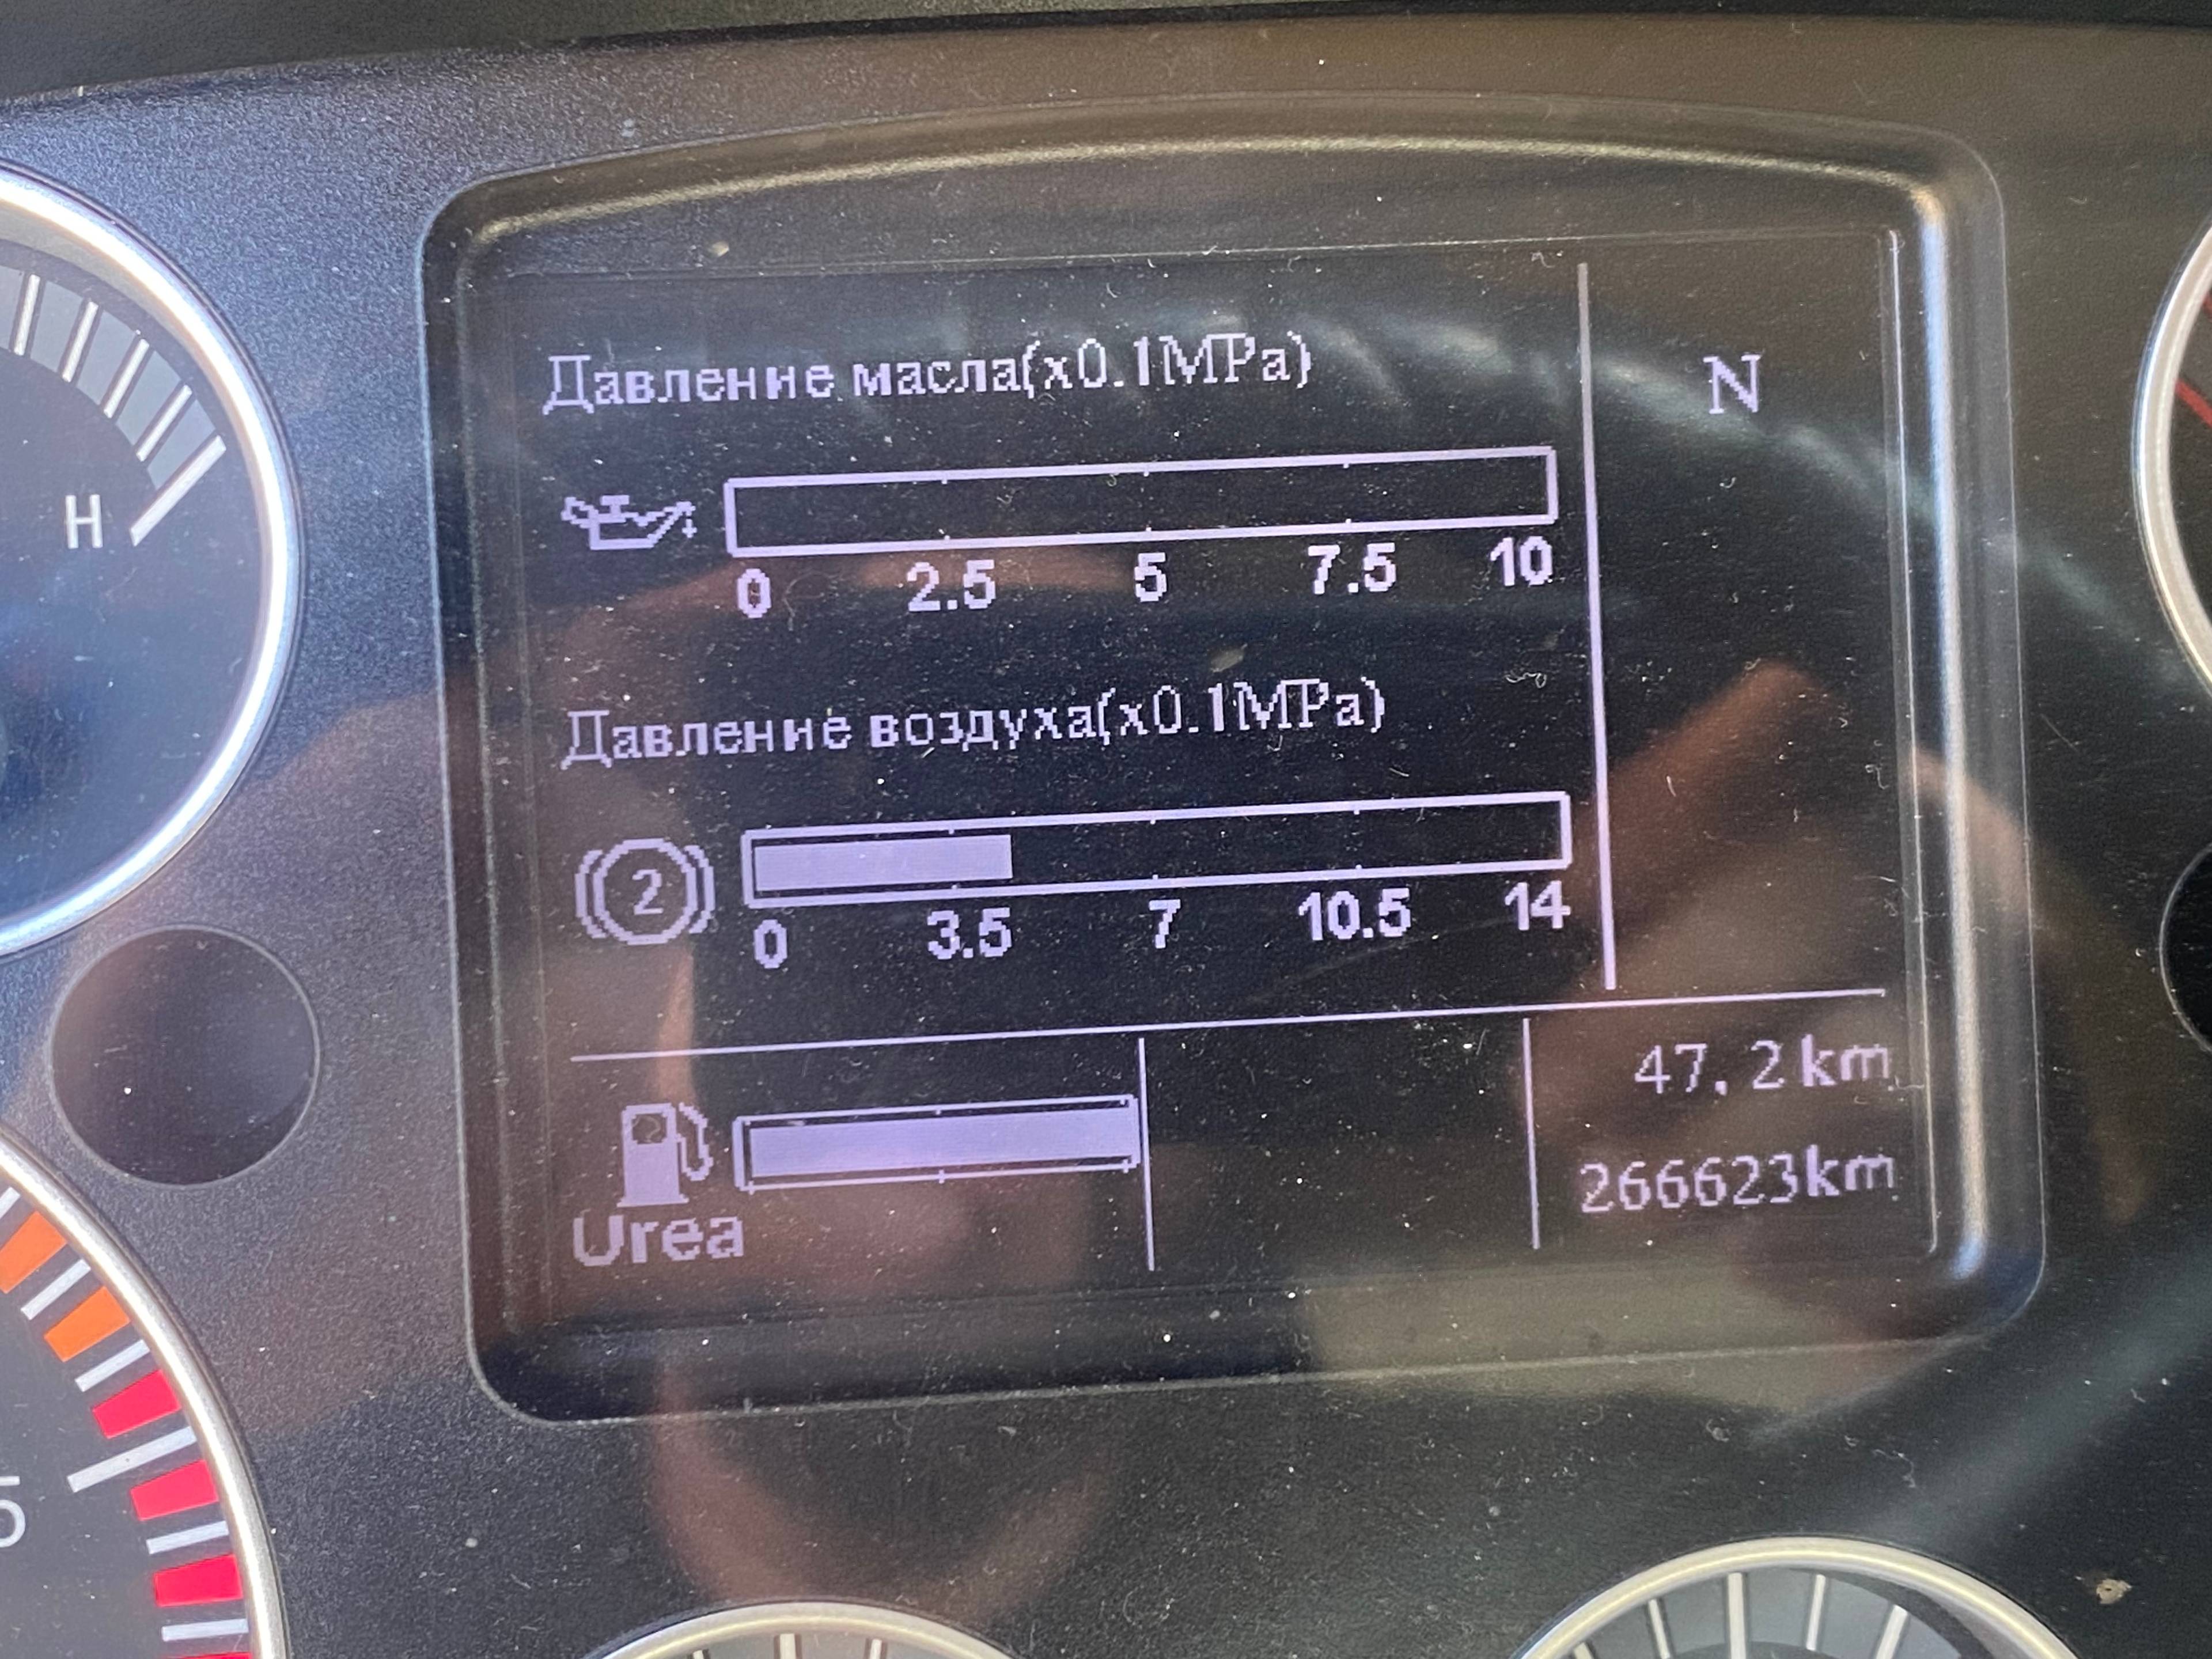 H
Давление масла(x0.1MPa)
N
0 2.5 5 7.5 10
Давление воздуха(x0.1MPa)
2
0 3.5 7 10.5 14
47,2km
Urea
266623km